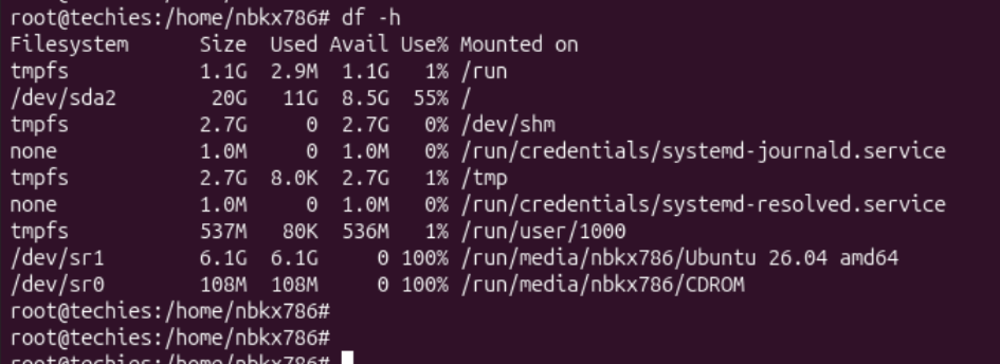 root@techies:/home/nbkx786# df -h
Filesystem      Size  Used Avail Use% Mounted on
tmpfs           1.1G  2.9M  1.1G   1% /run
/dev/sda2        20G   11G  8.5G  55% /
tmpfs           2.7G     0  2.7G   0% /dev/shm
none            1.0M     0  1.0M   0% /run/credentials/systemd-journald.service
tmpfs           2.7G  8.0K  2.7G   1% /tmp
none            1.0M     0  1.0M   0% /run/credentials/systemd-resolved.service
tmpfs           537M   80K  536M   1% /run/user/1000
/dev/sr1        6.1G  6.1G     0 100% /run/media/nbkx786/Ubuntu 26.04 amd64
/dev/sr0        108M  108M     0 100% /run/media/nbkx786/CDROM
root@techies:/home/nbkx786#
root@techies:/home/nbkx786#
root@techies:/home/nbkx786#